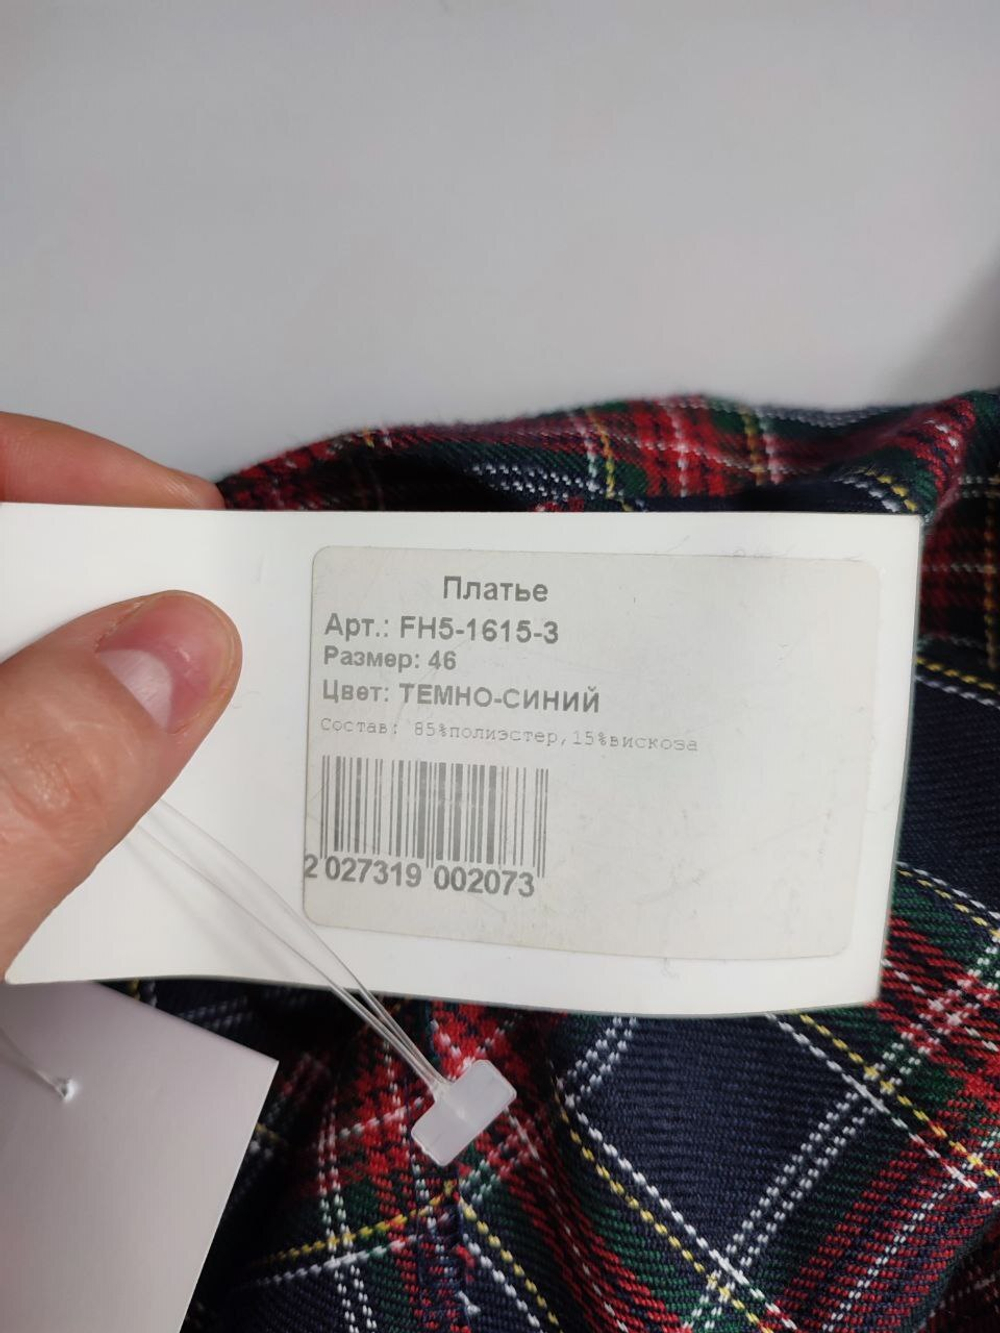 Платье
Арт.: FH5-1615-3
Размер: 46
Цвет: ТЕМНО-СИНИЙ
Состав: 85%полиэстер,15%вискоза
2 027319 002073